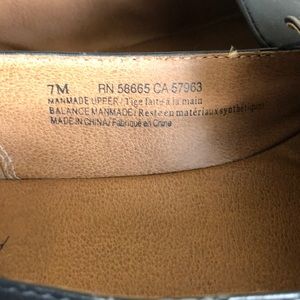 7M RN 56665 CA 57963
MANMADE UPPER / Tige faite à la main
BALANCE MANMADE / Reste en matériaux synthétiques
MADE IN CHINA / Fabriqué en Chine